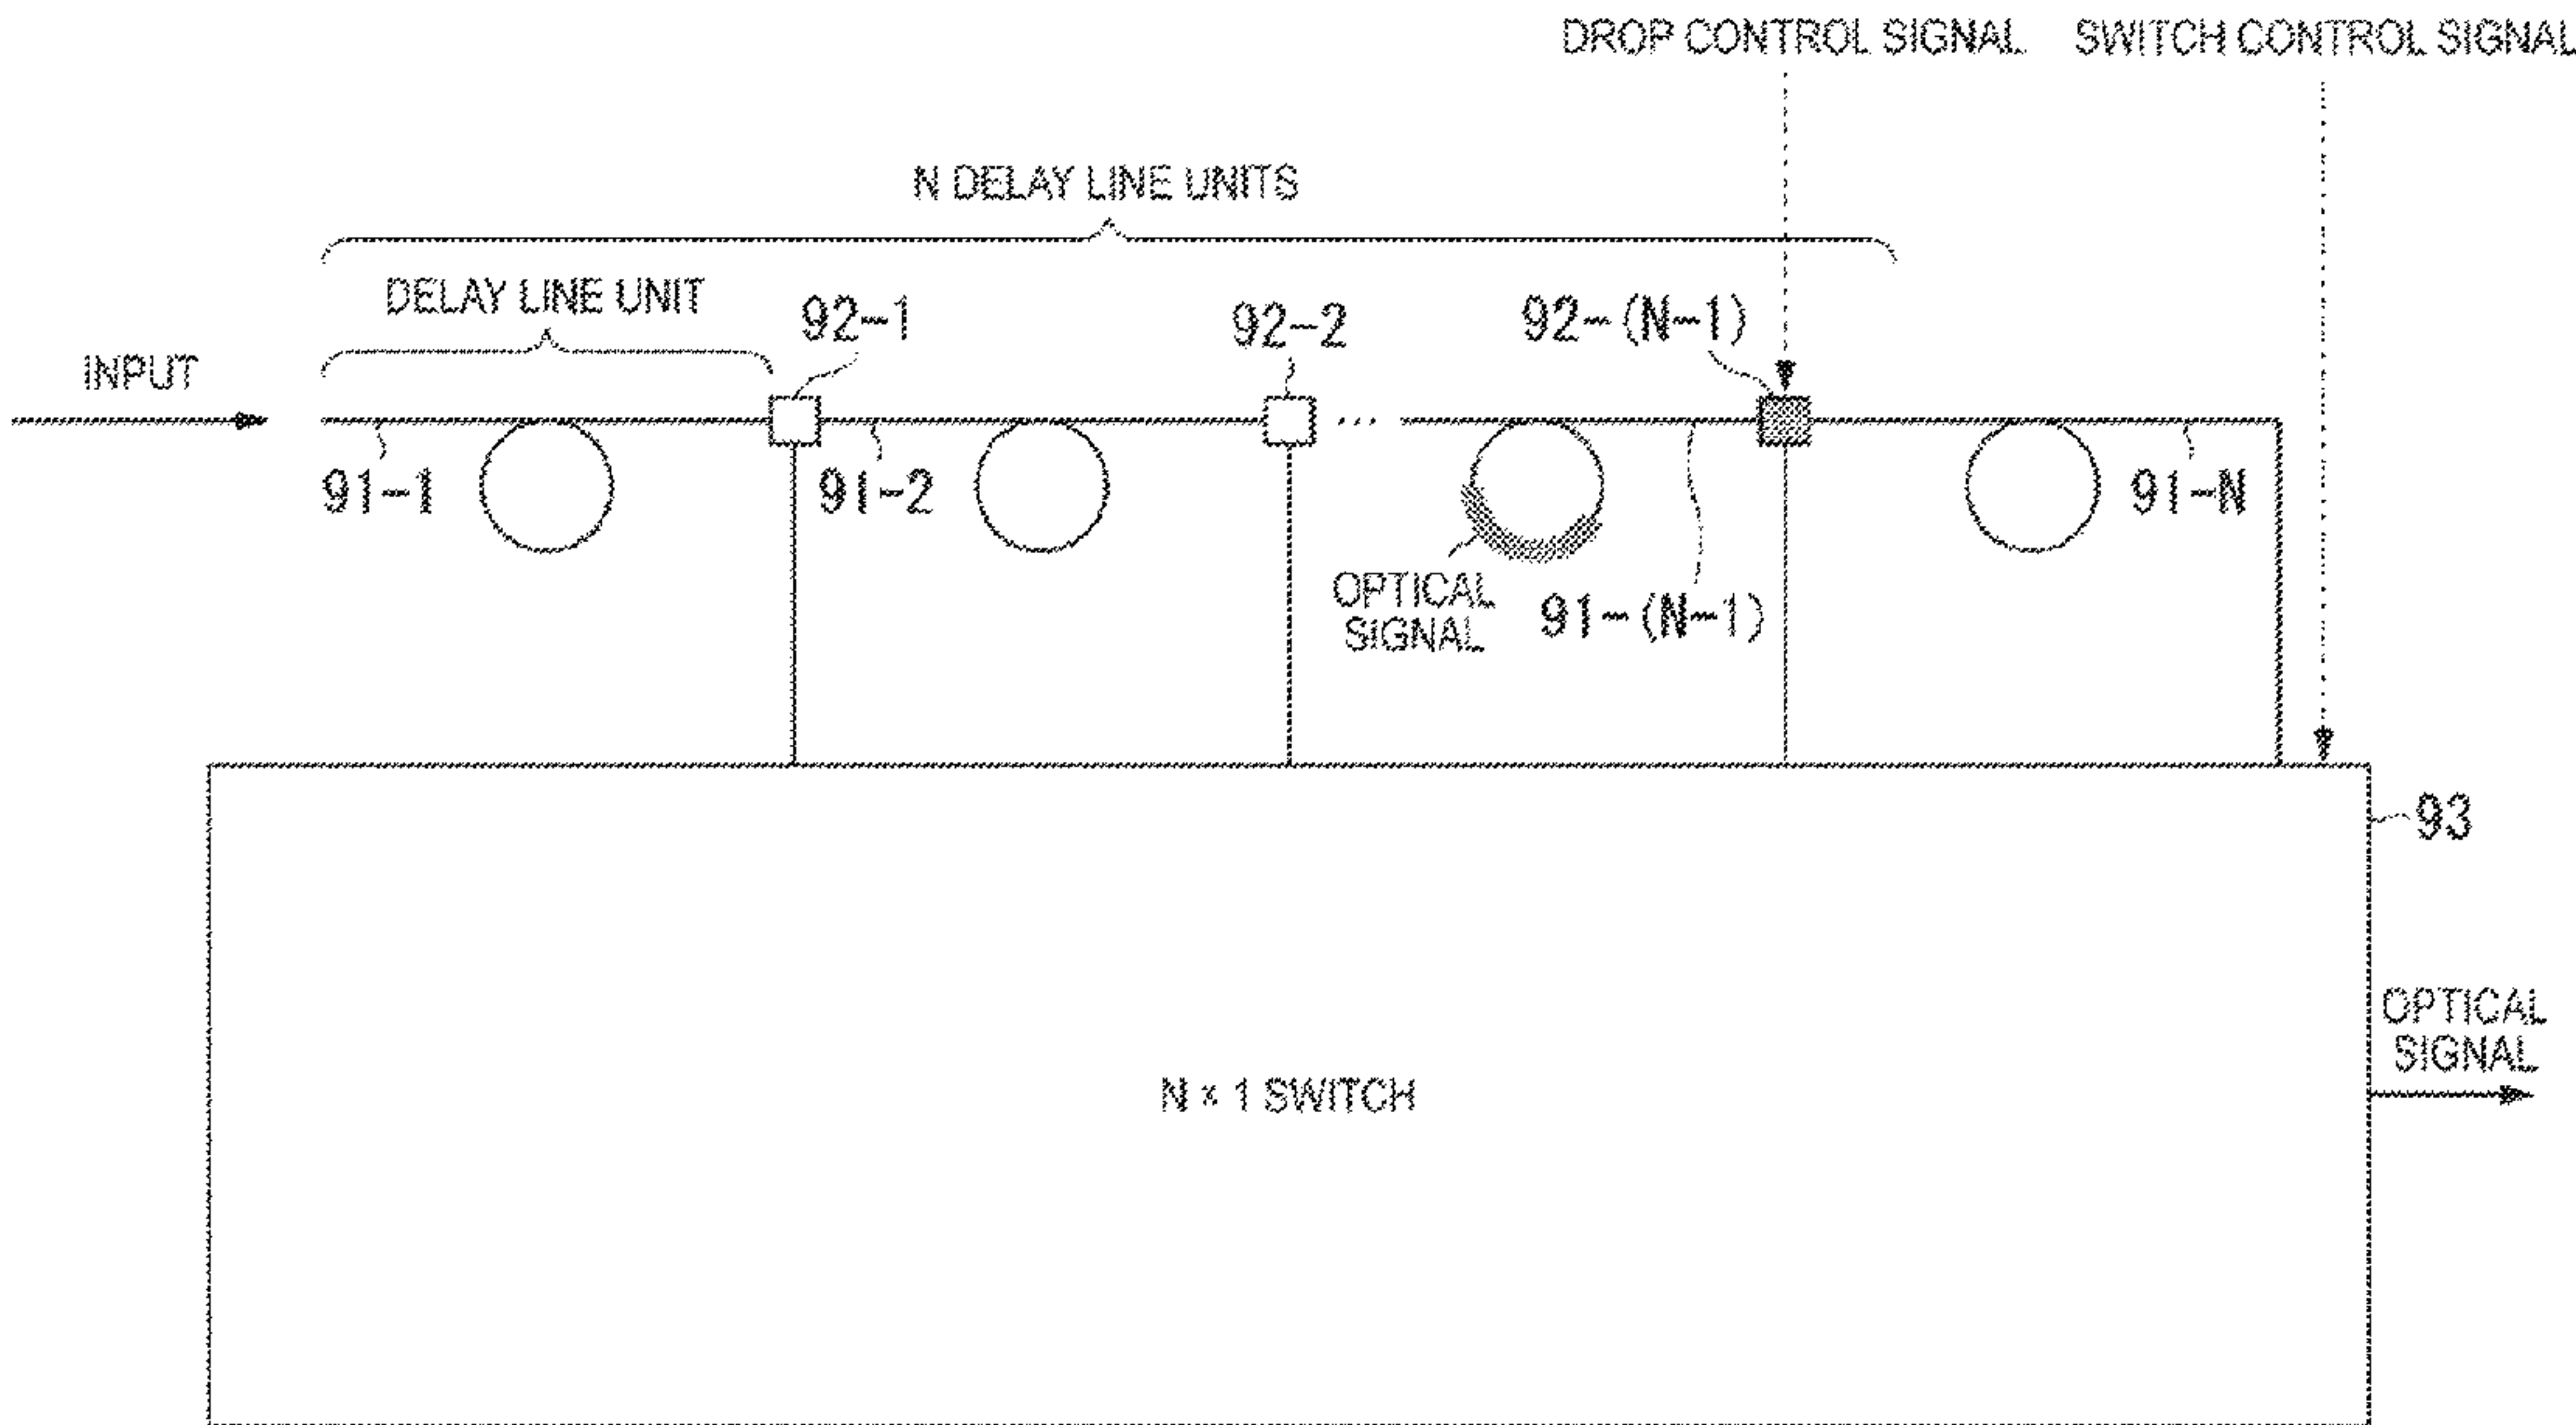 DROP CONTROL SIGNAL
SWITCH CONTROL SIGNAL
N DELAY LINE UNITS
DELAY LINE UNIT
92-1
92-2
92-(N-1)
INPUT
...
91-1
91-2
91-N
OPTICAL
SIGNAL
91-(N-1)
93
OPTICAL
SIGNAL
N × 1 SWITCH